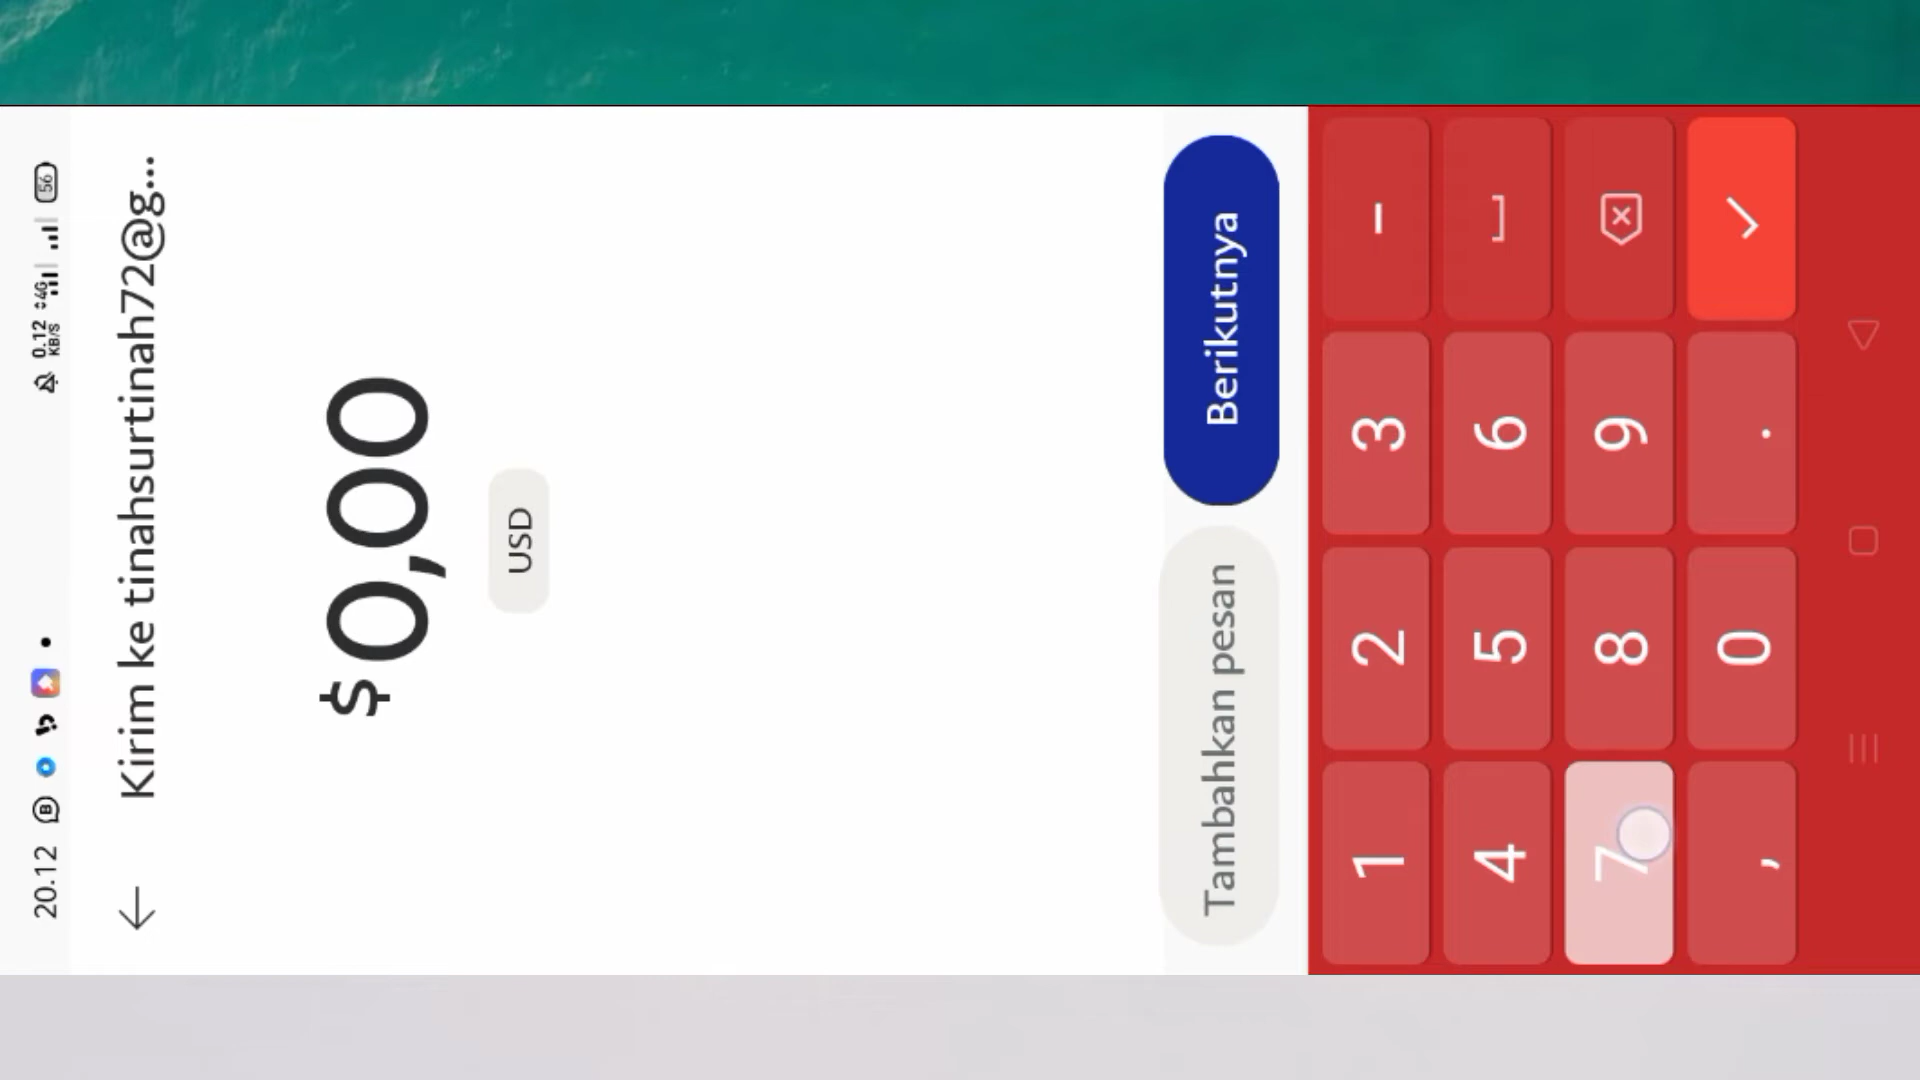 20.12
0.12
KB/S
4G
56
Kirim ke tinahsurtinah72@g...
$0,00
USD
Tambahkan pesan
Berikutnya
1 2 3 –
4 5 6
7 8 9
, 0 .